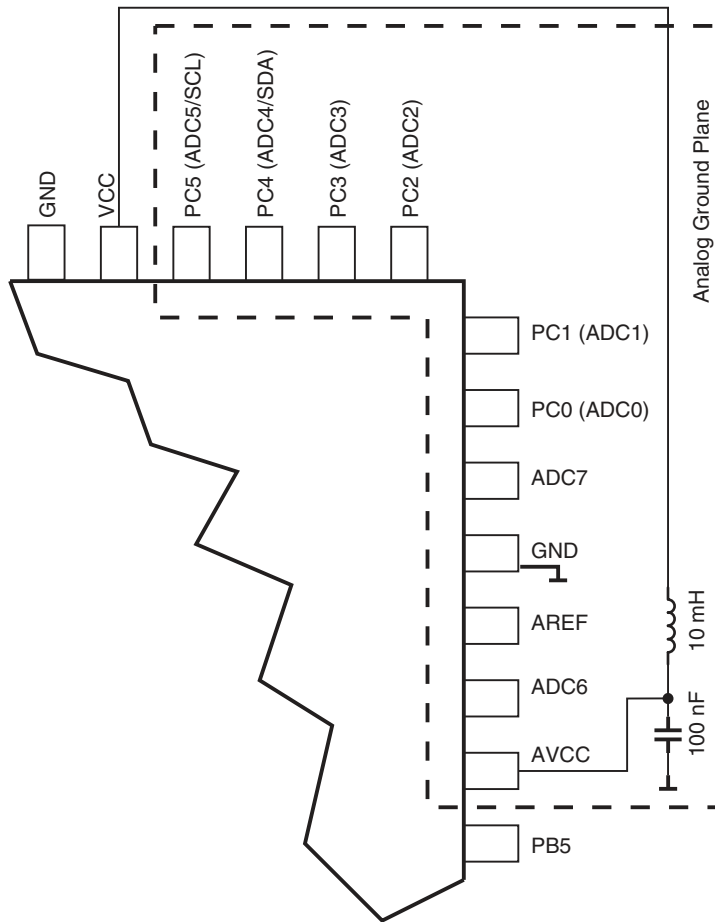 GND
VCC
PC5 (ADC5/SCL)
PC4 (ADC4/SDA)
PC3 (ADC3)
PC2 (ADC2)
Analog Ground Plane
PC1 (ADC1)
PC0 (ADC0)
ADC7
GND
AREF
ADC6
AVCC
PB5
10 mH
100 nF